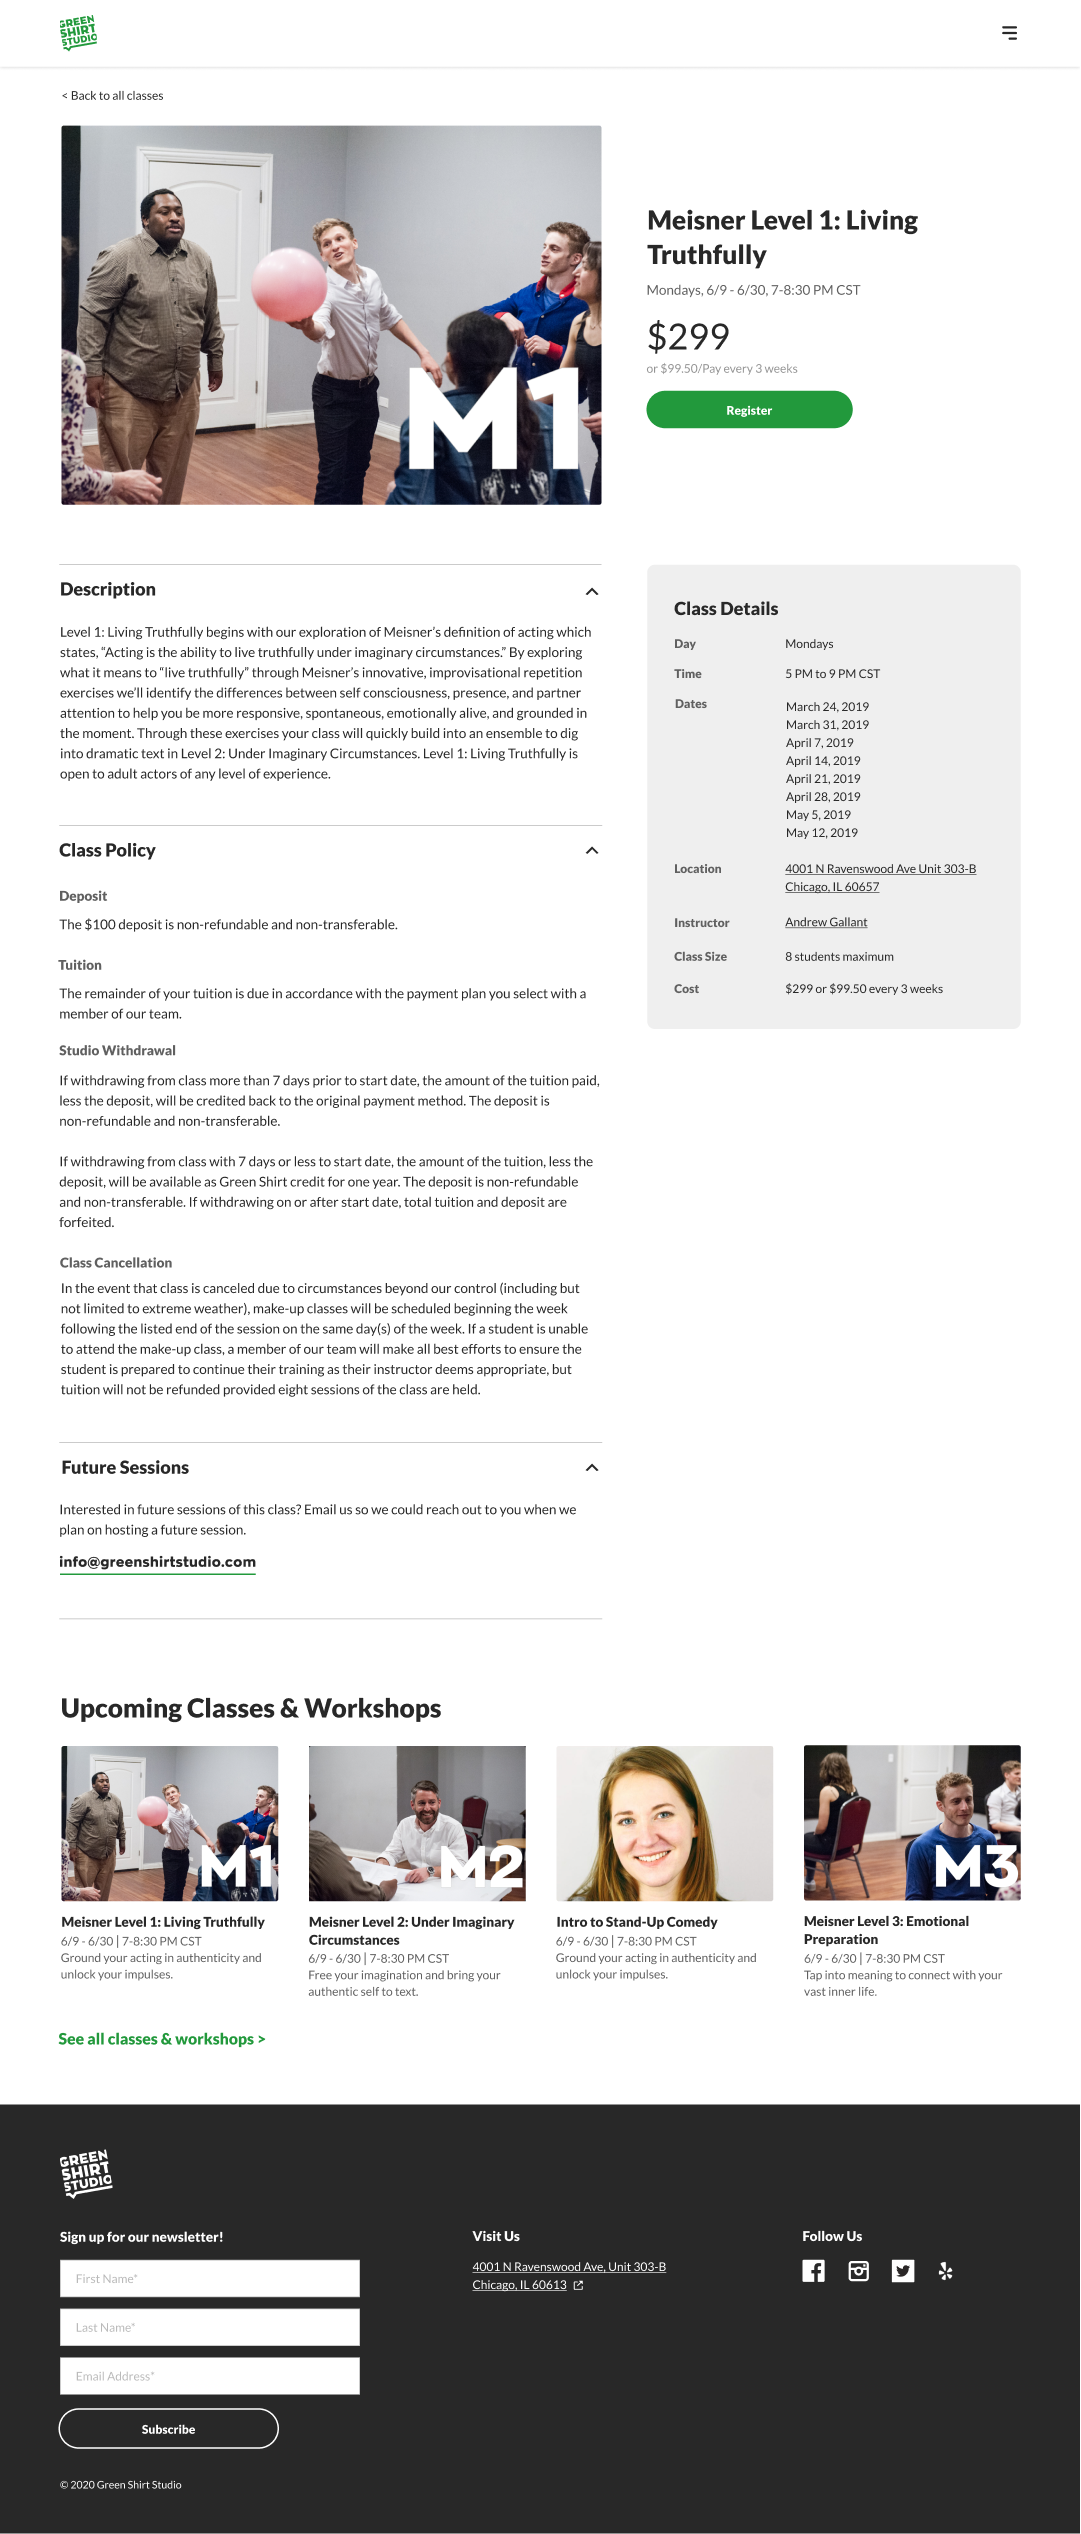 GREEN
SHIRT
STUDIO
< Back to all classes
M1
Meisner Level 1: Living
Truthfully
Mondays, 6/9 - 6/30, 7-8:30 PM CST
$299
or $99.50/Pay every 3 weeks
Register
Description
Level 1: Living Truthfully begins with our exploration of Meisner's definition of acting which
states, “Acting is the ability to live truthfully under imaginary circumstances.” By exploring
what it means to “live truthfully” through Meisner's innovative, improvisational repetition
exercises we'll identify the differences between self consciousness, presence, and partner
attention to help you be more responsive, spontaneous, emotionally alive, and grounded in
the moment. Through these exercises your class will quickly build into an ensemble to dig
into dramatic text in Level 2: Under Imaginary Circumstances. Level 1: Living Truthfully is
open to adult actors of any level of experience.
Class Policy
Deposit
The $100 deposit is non-refundable and non-transferable.
Tuition
The remainder of your tuition is due in accordance with the payment plan you select with a
member of our team.
Studio Withdrawal
If withdrawing from class more than 7 days prior to start date, the amount of the tuition paid,
less the deposit, will be credited back to the original payment method. The deposit is
non-refundable and non-transferable.
If withdrawing from class with 7 days or less to start date, the amount of the tuition, less the
deposit, will be available as Green Shirt credit for one year. The deposit is non-refundable
and non-transferable. If withdrawing on or after start date, total tuition and deposit are
forfeited.
Class Cancellation
In the event that class is canceled due to circumstances beyond our control (including but
not limited to extreme weather), make-up classes will be scheduled beginning the week
following the listed end of the session on the same day(s) of the week. If a student is unable
to attend the make-up class, a member of our team will make all best efforts to ensure the
student is prepared to continue their training as their instructor deems appropriate, but
tuition will not be refunded provided eight sessions of the class are held.
Future Sessions
Interested in future sessions of this class? Email us so we could reach out to you when we
plan on hosting a future session.
info@greenshirtstudio.com
Class Details
Day Mondays
Time 5 PM to 9 PM CST
Dates March 24, 2019
March 31, 2019
April 7, 2019
April 14, 2019
April 21, 2019
April 28, 2019
May 5, 2019
May 12, 2019
Location 4001 N Ravenswood Ave Unit 303-B
Chicago, IL 60657
Instructor Andrew Gallant
Class Size 8 students maximum
Cost $299 or $99.50 every 3 weeks
Upcoming Classes & Workshops
M1
Meisner Level 1: Living Truthfully
6/9 - 6/30 | 7-8:30 PM CST
Ground your acting in authenticity and
unlock your impulses.
M2
Meisner Level 2: Under Imaginary
Circumstances
6/9 - 6/30 | 7-8:30 PM CST
Free your imagination and bring your
authentic self to text.
Intro to Stand-Up Comedy
6/9 - 6/30 | 7-8:30 PM CST
Ground your acting in authenticity and
unlock your impulses.
M3
Meisner Level 3: Emotional
Preparation
6/9 - 6/30 | 7-8:30 PM CST
Tap into meaning to connect with your
vast inner life.
See all classes & workshops >
GREEN
SHIRT
STUDIO
Sign up for our newsletter!
First Name*
Last Name*
Email Address*
Subscribe
© 2020 Green Shirt Studio
Visit Us
4001 N Ravenswood Ave, Unit 303-B
Chicago, IL 60613
Follow Us